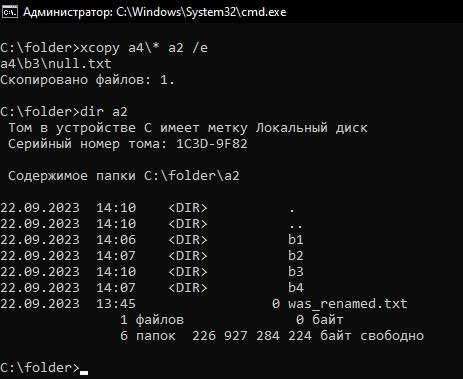 Администратор: C:\Windows\System32\cmd.exe
C:\folder>xcopy a4\* a2 /e
a4\b3\null.txt
Скопировано файлов: 1.
C:\folder>dir a2
Том в устройстве C имеет метку Локальный диск
Серийный номер тома: 1C3D-9F82
Содержимое папки C:\folder\a2
22.09.2023  14:10    <DIR>          .
22.09.2023  14:10    <DIR>          ..
22.09.2023  14:06    <DIR>          b1
22.09.2023  14:07    <DIR>          b2
22.09.2023  14:10    <DIR>          b3
22.09.2023  14:07    <DIR>          b4
22.09.2023  13:45                 0 was_renamed.txt
1 файлов              0 байт
6 папок  226 927 284 224 байт свободно
C:\folder>